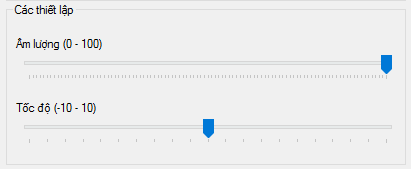 Các thiết lập
Âm lượng (0 - 100)
Tốc độ (-10 - 10)